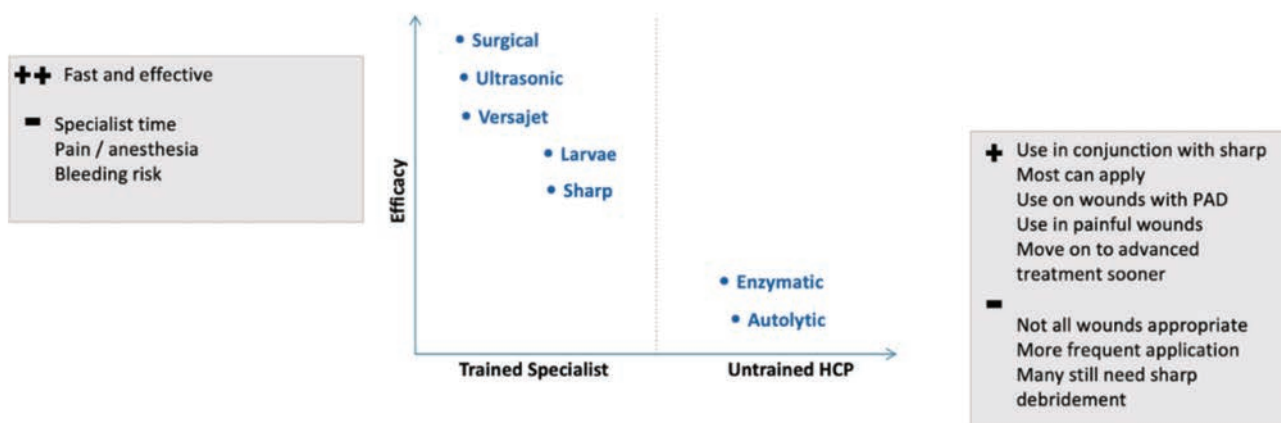 ++ Fast and effective
- Specialist time
Pain / anesthesia
Bleeding risk
Efficacy
• Surgical
• Ultrasonic
• Versajet
• Larvae
• Sharp
• Enzymatic
• Autolytic
Trained Specialist
Untrained HCP
+ Use in conjunction with sharp
Most can apply
Use on wounds with PAD
Use in painful wounds
Move on to advanced
treatment sooner
-
Not all wounds appropriate
More frequent application
Many still need sharp
debridement